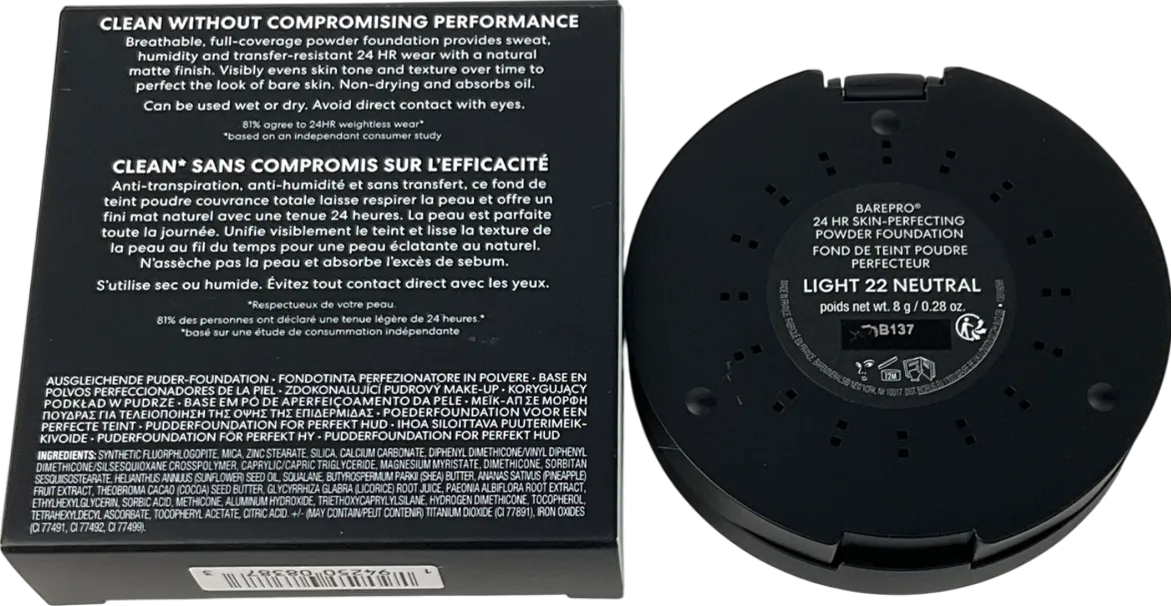 CLEAN WITHOUT COMPROMISING PERFORMANCE
Breathable, full-coverage powder foundation provides sweat,
humidity and transfer-resistant 24 HR wear with a natural
matte finish. Visibly evens skin tone and texture over time to
perfect the look of bare skin. Non-drying and absorbs oil.
Can be used wet or dry. Avoid direct contact with eyes.
81% agree to 24HR weightless wear*
*based on an independant consumer study
CLEAN* SANS COMPROMIS SUR L'EFFICACITÉ
Anti-transpiration, anti-humidité et sans transfert, ce fond de
teint poudre couvrance totale laisse respirer la peau et offre un
fini mat naturel avec une tenue 24 heures. La peau est parfaite
toute la journée. Unifie visiblement le teint et lisse la texture de
la peau au fil du temps pour une peau éclatante au naturel.
N'assèche pas la peau et absorbe l'excès de sebum.
S'utilise sec ou humide. Évitez tout contact direct avec les yeux.
*Respectueux de votre peau.
81% des personnes ont déclaré une tenue légère de 24 heures.*
*basé sur une étude de consummation indépendante
AUSGLEICHENDE PUDER-FOUNDATION • FONDOTINTA PERFEZIONATORE IN POLVERE • BASE EN
POLVOS PERFECCIONADORES DE LA PIEL • ZDOKONALUJÍCÍ PUDROVÝ MAKE-UP • KORYGUJĄCY
PODKŁAD W PUDRZE • BASE EM PÓ DE APERFEIÇOAMENTO DA PELE • ΜΕΪΚ-ΑΠ ΣΕ ΜΟΡΦΗ
ΠΟΥΔΡΑΣ ΓΙΑ ΤΕΛΕΙΟΠΟΙΗΣΗ ΤΗΣ ΟΨΗΣ ΤΗΣ ΕΠΙΔΕΡΜΙΔΑΣ • POEDERFOUNDATION VOOR EEN
PERFECTE TEINT • PUDDERFOUNDATION FOR PERFEKT HUD • IHOA SILOITTAVA PUUTERIMEIK-
KIVOIDE • PUDERFOUNDATION FÖR PERFEKT HY • PUDDERFOUNDATION FOR PERFEKT HUD
INGREDIENTS: SYNTHETIC FLUORPHLOGOPITE, MICA, ZINC STEARATE, SILICA, CALCIUM CARBONATE, DIPHENYL DIMETHICONE/VINYL DIPHENYL
DIMETHICONE/SILSESQUIOXANE CROSSPOLYMER, CAPRYLIC/CAPRIC TRIGLYCERIDE, MAGNESIUM MYRISTATE, DIMETHICONE, SORBITAN
SESQUIISOSTEARATE, HELIANTHUS ANNUUS (SUNFLOWER) SEED OIL, SQUALANE, BUTYROSPERMUM PARKII (SHEA) BUTTER, ANANAS SATIVUS (PINEAPPLE)
FRUIT EXTRACT, THEOBROMA CACAO (COCOA) SEED BUTTER, GLYCYRRHIZA GLABRA (LICORICE) ROOT JUICE, PAEONIA ALBIFLORA ROOT EXTRACT,
ETHYLHEXYLGLYCERIN, SORBIC ACID, METHICONE, ALUMINUM HYDROXIDE, TRIETHOXYCAPRYLYLSILANE, HYDROGEN DIMETHICONE, TOCOPHEROL,
TETRAHEXYLDECYL ASCORBATE, TOCOPHERYL ACETATE, CITRIC ACID. +/- (MAY CONTAIN/PEUT CONTENIR) TITANIUM DIOXIDE (CI 77891), IRON OXIDES
(CI 77491, CI 77492, CI 77499).
1 94250 08387 3
BAREPRO®
24 HR SKIN-PERFECTING
POWDER FOUNDATION
FOND DE TEINT POUDRE
PERFECTEUR
LIGHT 22 NEUTRAL
poids net wt. 8 g / 0.28 oz.
B137
12M